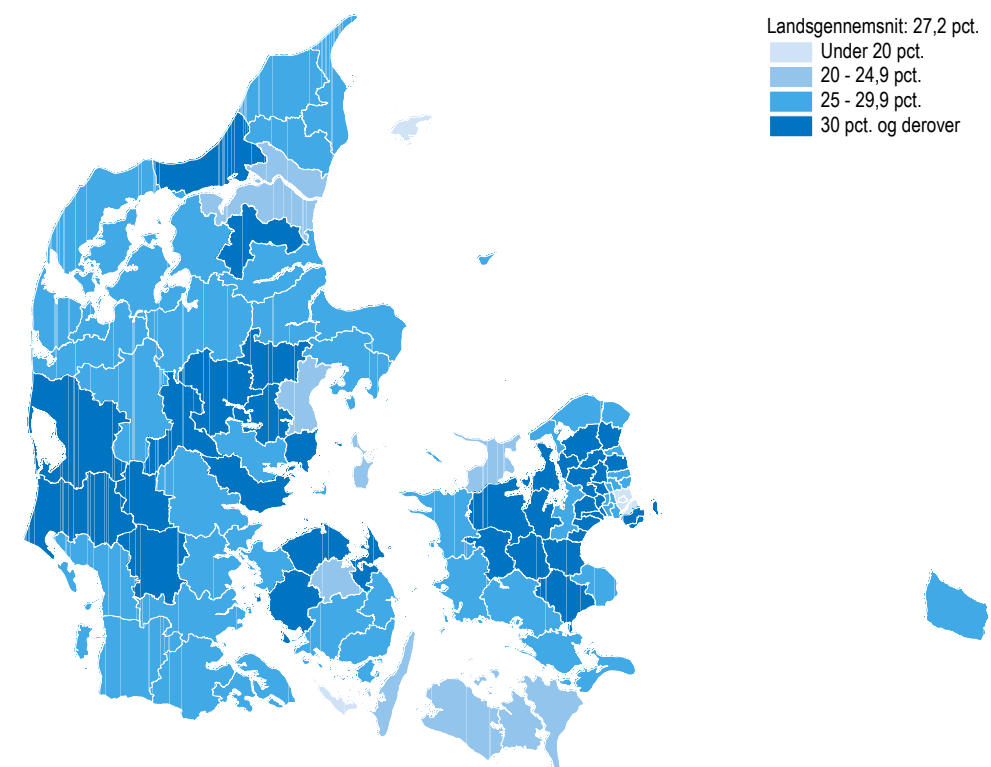 Landsgennemsnit: 27,2 pct.
Under 20 pct.
20 - 24,9 pct.
25 - 29,9 pct.
30 pct. og derover